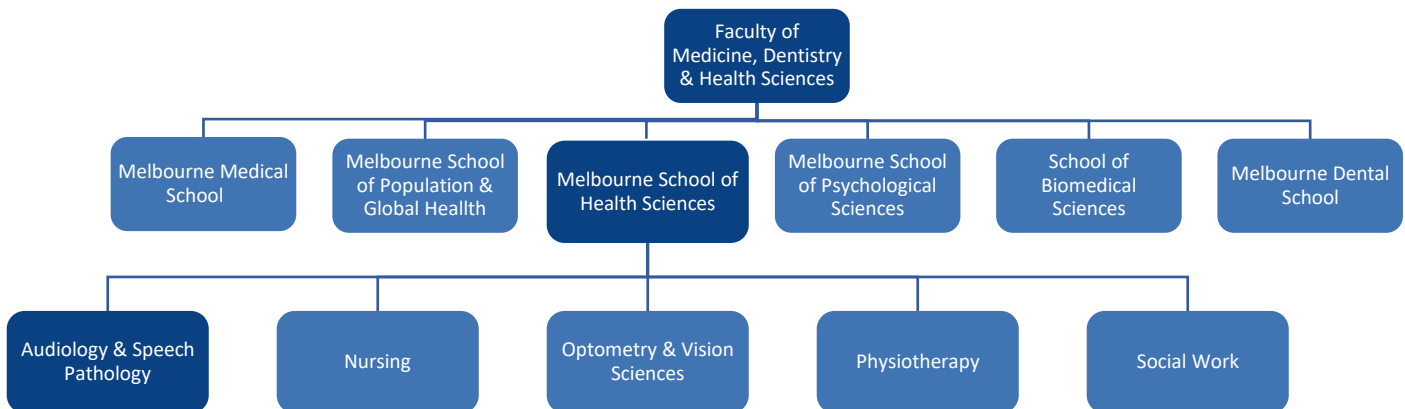 Faculty of
Medicine, Dentistry
& Health Sciences
Melbourne Medical
School
Melbourne School
of Population &
Global Heallth
Melbourne School of
Health Sciences
Melbourne School
of Psychological
Sciences
School of
Biomedical
Sciences
Melbourne Dental
School
Audiology & Speech
Pathology
Nursing
Optometry & Vision
Sciences
Physiotherapy
Social Work